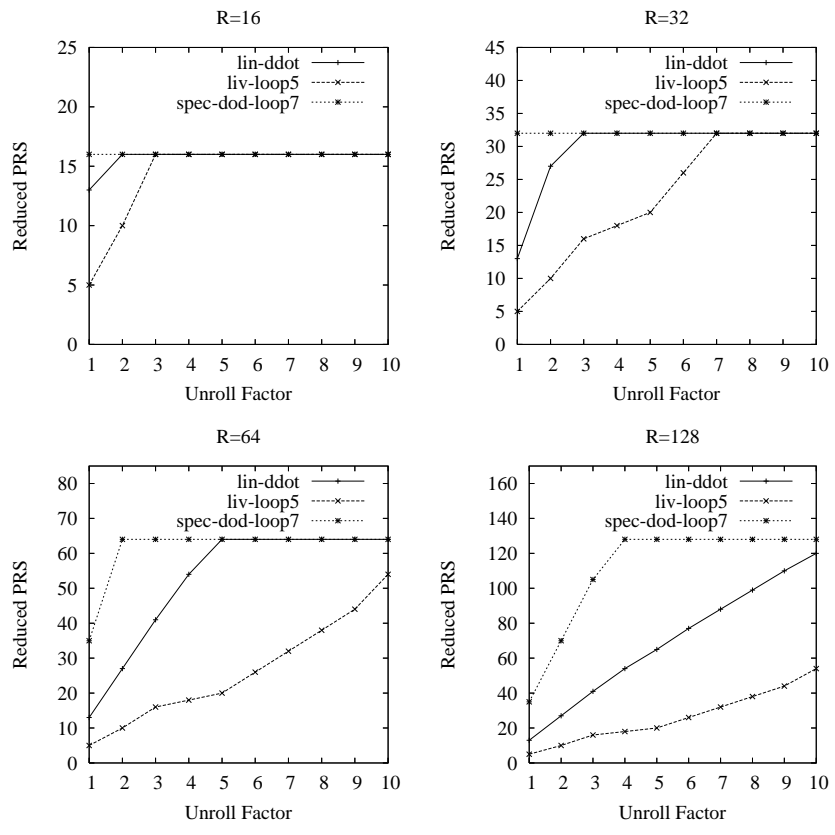 R=16
25
20
15
10
5
0
Reduced PRS
lin-ddot
liv-loop5
spec-dod-loop7
1 2 3 4 5 6 7 8 9 10
Unroll Factor
R=32
45
40
35
30
25
20
15
10
5
0
Reduced PRS
lin-ddot
liv-loop5
spec-dod-loop7
1 2 3 4 5 6 7 8 9 10
Unroll Factor
R=64
80
70
60
50
40
30
20
10
0
Reduced PRS
lin-ddot
liv-loop5
spec-dod-loop7
1 2 3 4 5 6 7 8 9 10
Unroll Factor
R=128
160
140
120
100
80
60
40
20
0
Reduced PRS
lin-ddot
liv-loop5
spec-dod-loop7
1 2 3 4 5 6 7 8 9 10
Unroll Factor